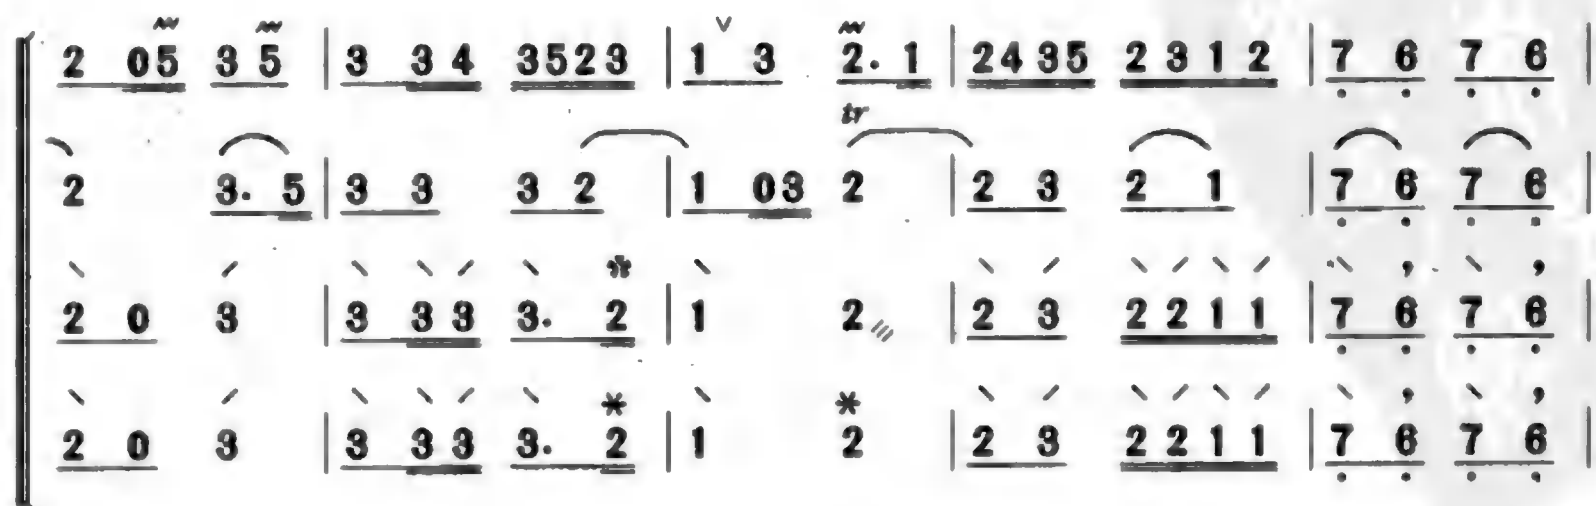 2 05 3 5 | 3 34 3523 | 1 3 2. 1 | 2435 2312 | 7 6 7 6 |
tr
2 3. 5 | 3 3 3 2 | 1 03 2 | 2 3 2 1 | 7 6 7 6 |
2 0 3 | 3 33 3. 2 | 1 2 | 2 3 2211 | 7 6 7 6 |
2 0 3 | 3 33 3. 2 | 1 2 | 2 3 2211 | 7 6 7 6 |